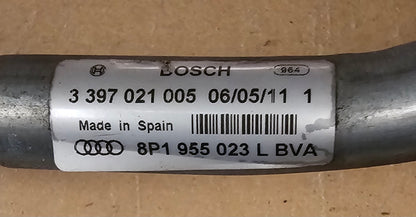 BOSCH 964
3 397 021 005 06/05/11 1
Made in Spain
8P1 955 023 L BVA